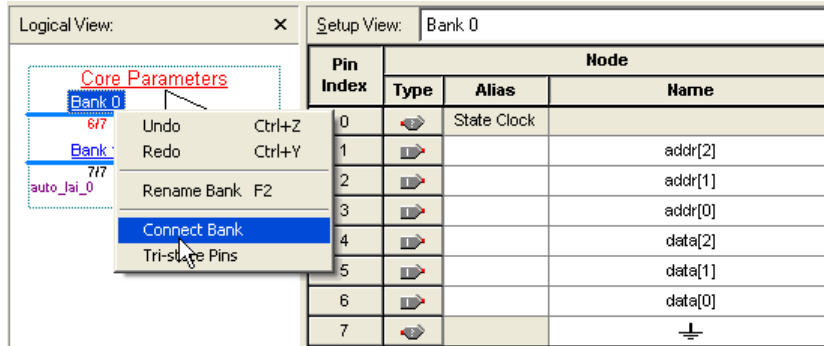 Logical View: ×
Core Parameters
Bank 0
6/7
Bank
7/7
auto_lai_0
Undo Ctrl+Z
Redo Ctrl+Y
Rename Bank F2
Connect Bank
Tri-state Pins
Setup View: Bank 0
Pin Index Node
Type Alias Name
0 State Clock
1 addr[2]
2 addr[1]
3 addr[0]
4 data[2]
5 data[1]
6 data[0]
7